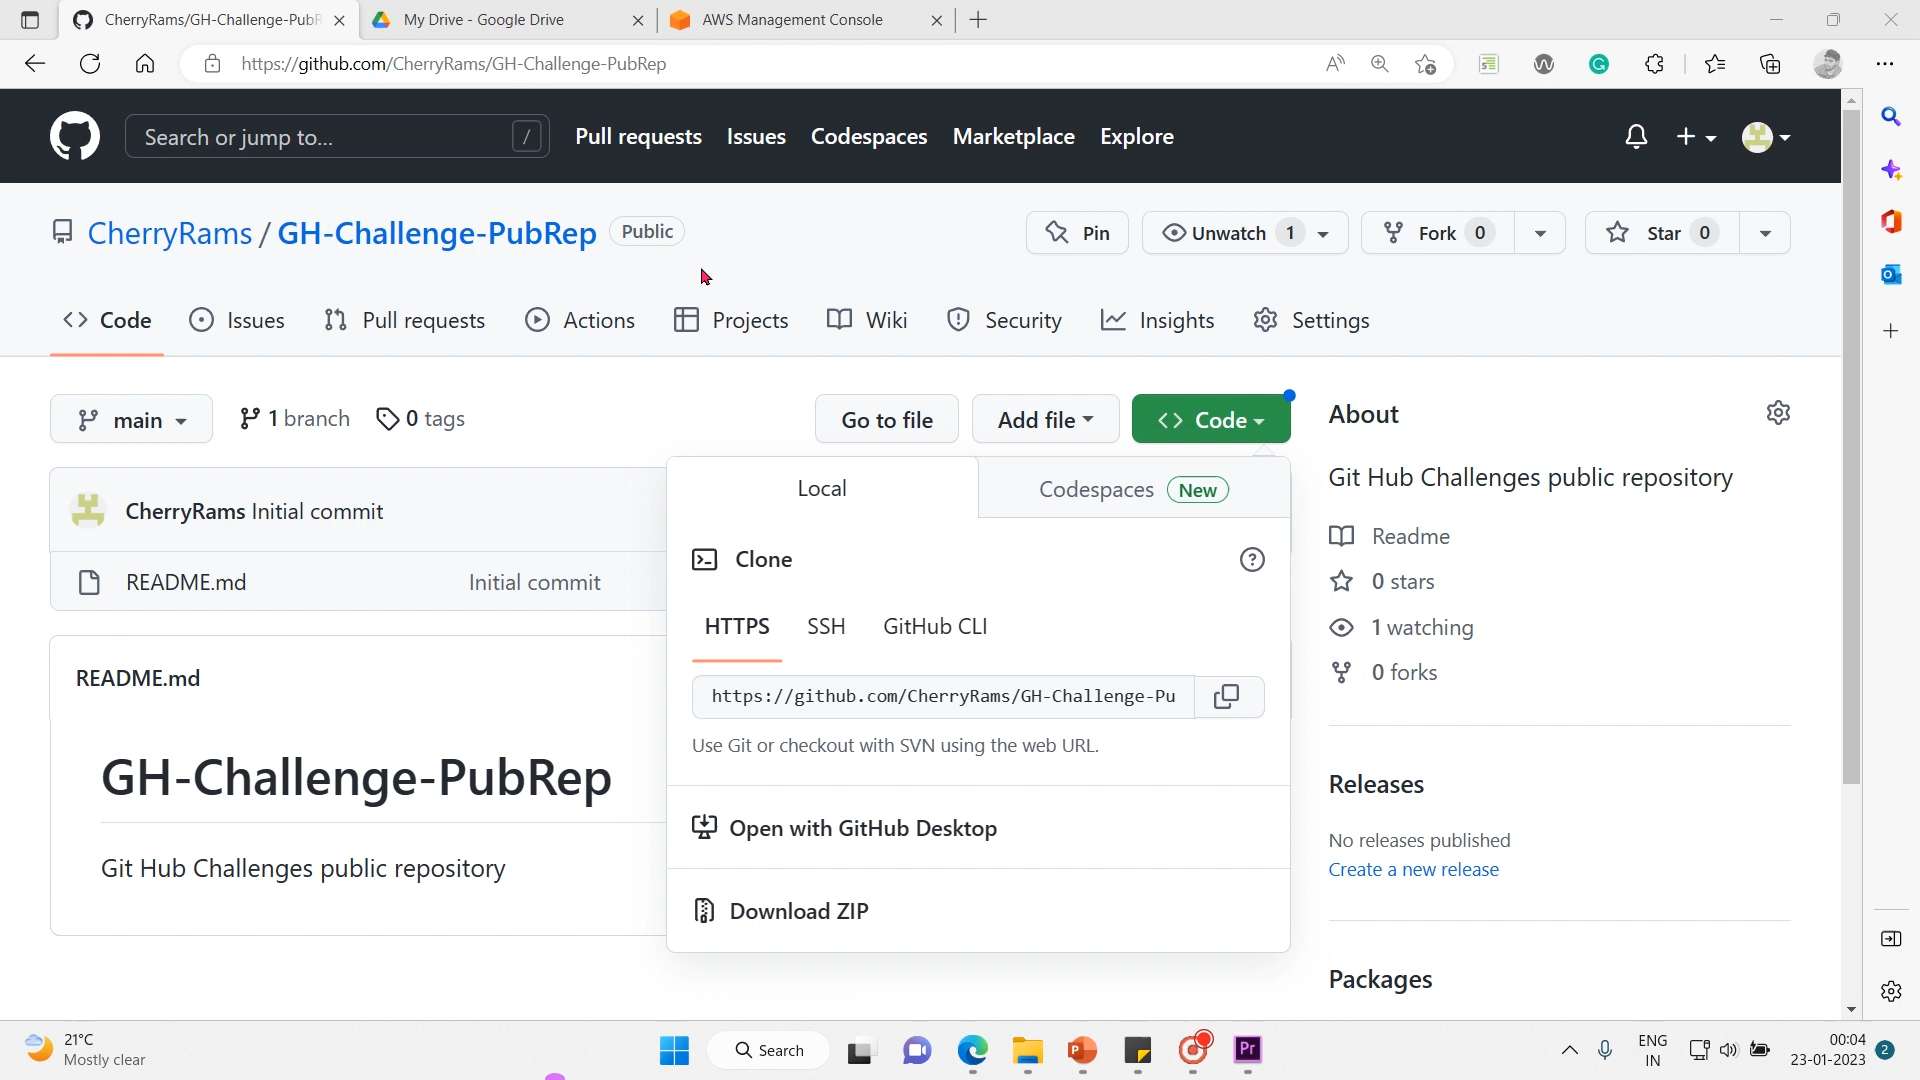 CherryRams/GH-Challenge-PubR
My Drive - Google Drive
AWS Management Console
https://github.com/CherryRams/GH-Challenge-PubRep
Search or jump to... /
Pull requests Issues Codespaces Marketplace Explore
CherryRams / GH-Challenge-PubRep Public
Pin
Unwatch 1
Fork 0
Star 0
Code Issues Pull requests Actions Projects Wiki Security Insights Settings
main 1 branch 0 tags
Go to file Add file Code
About
Git Hub Challenges public repository
Readme
0 stars
1 watching
0 forks
Releases
No releases published
Create a new release
Packages
CherryRams Initial commit
README.md Initial commit
README.md
GH-Challenge-PubRep
Git Hub Challenges public repository
Local Codespaces New
Clone
HTTPS SSH GitHub CLI
https://github.com/CherryRams/GH-Challenge-Pu
Use Git or checkout with SVN using the web URL.
Open with GitHub Desktop
Download ZIP
21°C
Mostly clear
Search
Pr
ENG
IN
00:04
23-01-2023
2